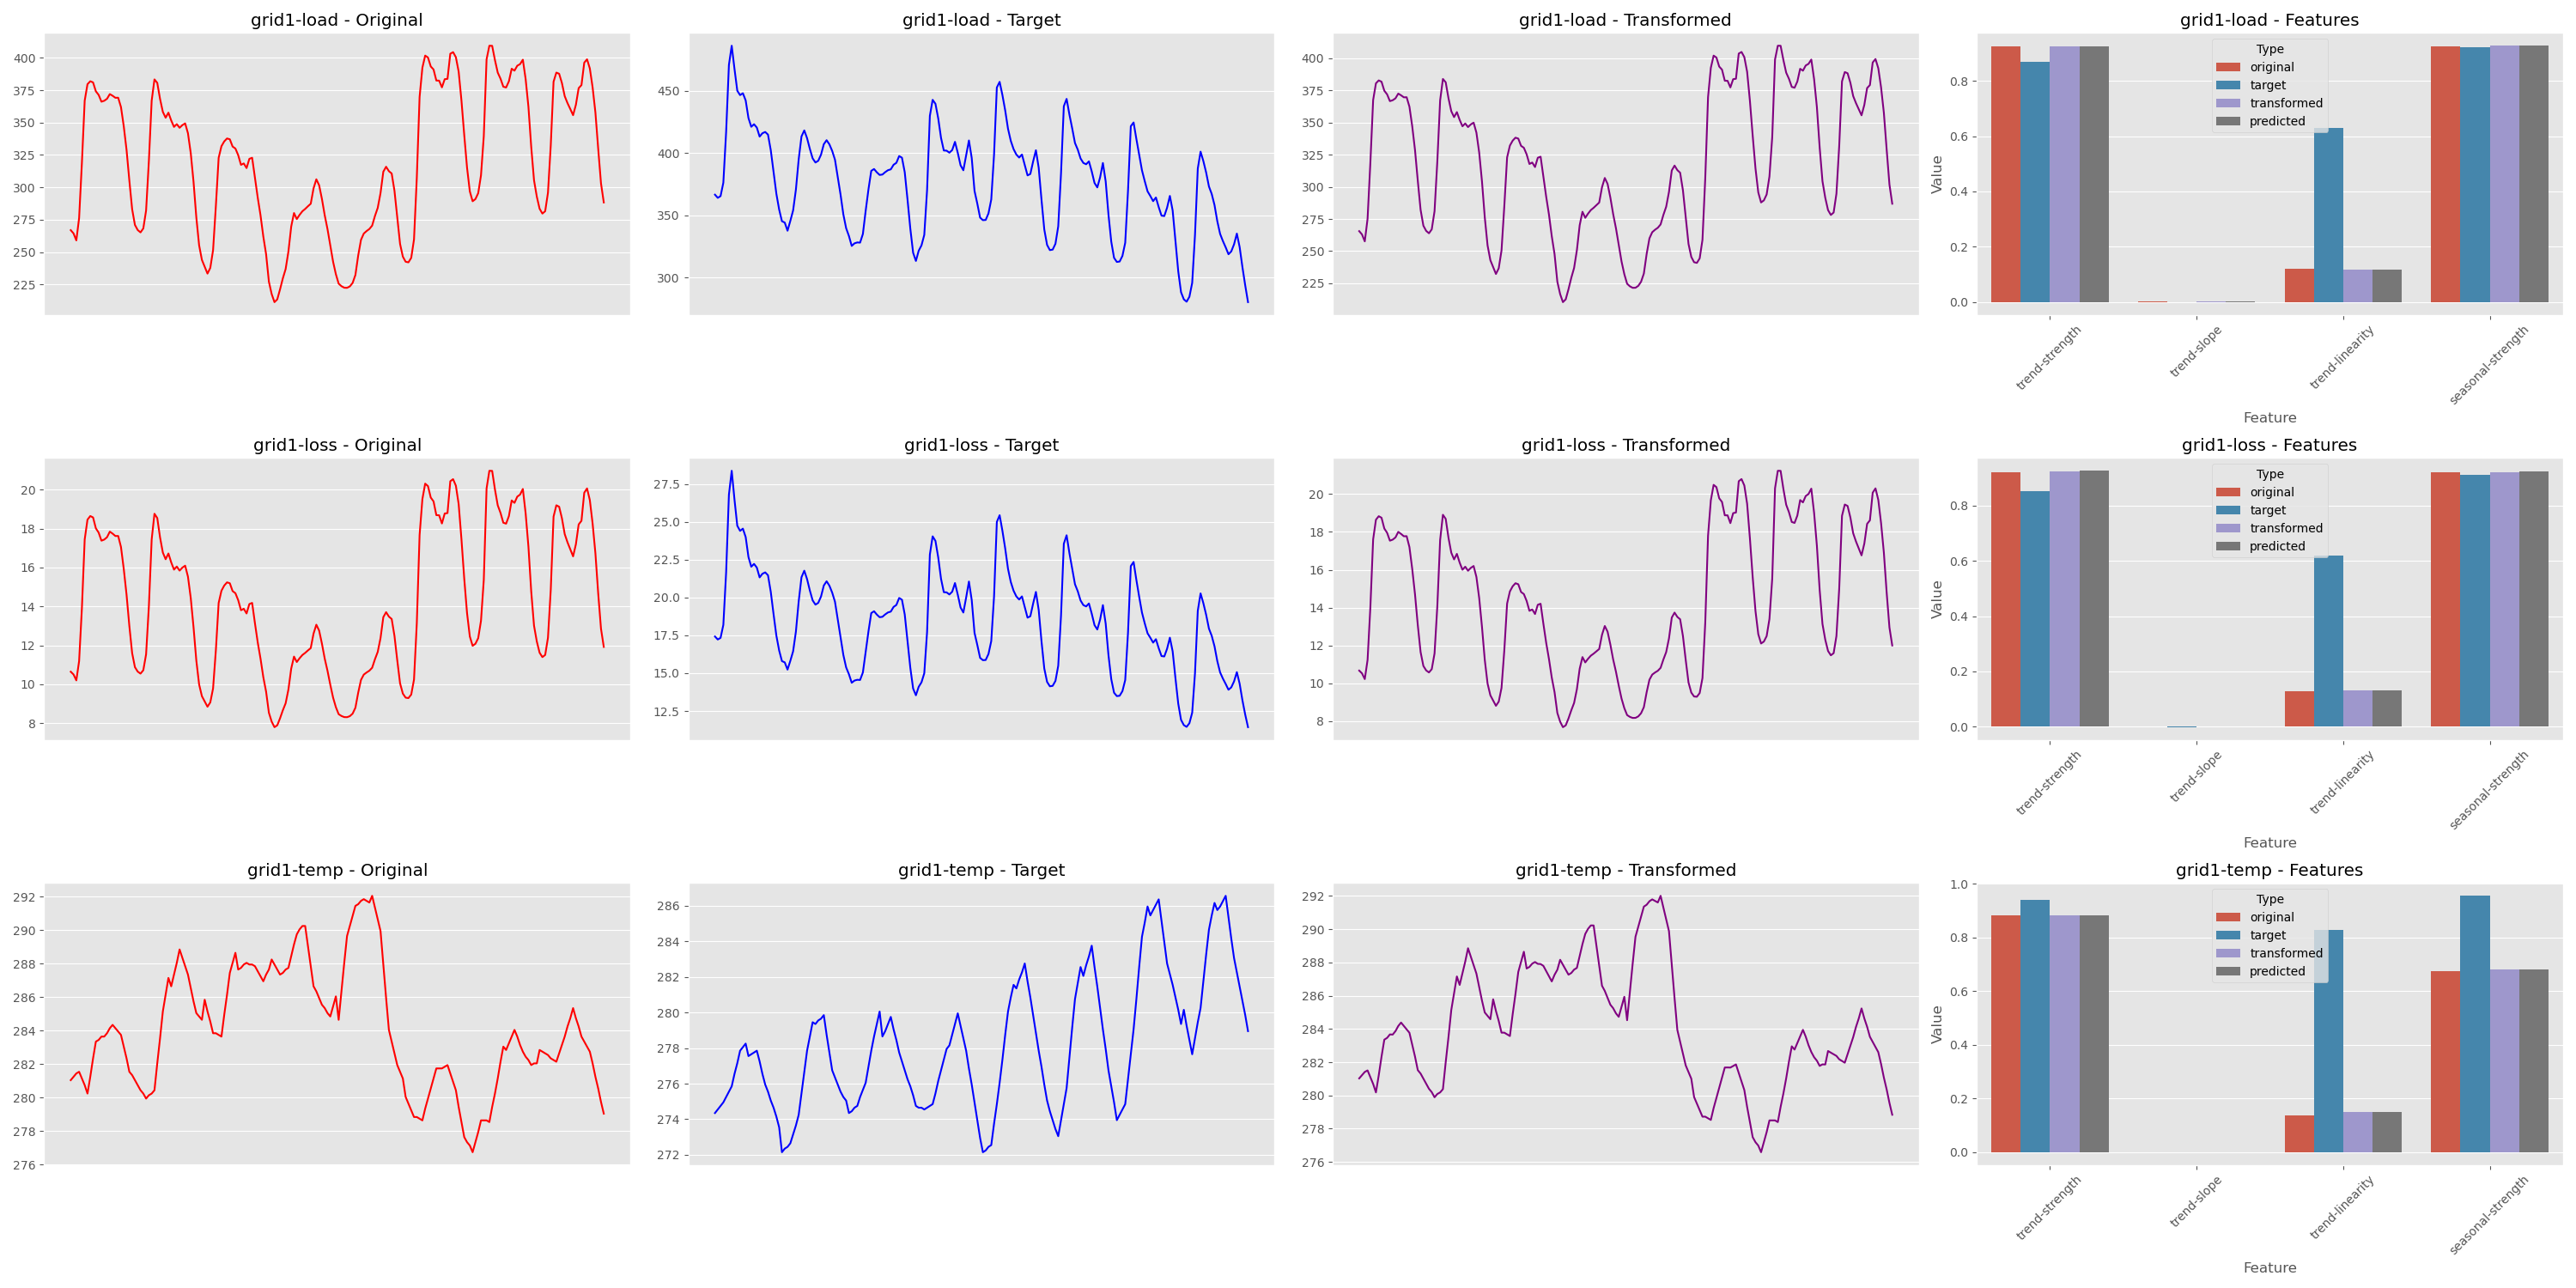 grid1-load - Original
400
375
350
325
300
275
250
225
grid1-load - Target
450
400
350
300
grid1-load - Transformed
400
375
350
325
300
275
250
225
grid1-load - Features
Value
0.8
0.6
0.4
0.2
0.0
Type
original
target
transformed
predicted
trend-strength
trend-slope
trend-linearity
seasonal-strength
Feature
grid1-loss - Original
20
18
16
14
12
10
8
grid1-loss - Target
27.5
25.0
22.5
20.0
17.5
15.0
12.5
grid1-loss - Transformed
20
18
16
14
12
10
8
grid1-loss - Features
Value
0.8
0.6
0.4
0.2
0.0
Type
original
target
transformed
predicted
trend-strength
trend-slope
trend-linearity
seasonal-strength
Feature
grid1-temp - Original
292
290
288
286
284
282
280
278
276
grid1-temp - Target
286
284
282
280
278
276
274
272
grid1-temp - Transformed
292
290
288
286
284
282
280
278
276
grid1-temp - Features
Value
1.0
0.8
0.6
0.4
0.2
0.0
Type
original
target
transformed
predicted
trend-strength
trend-slope
trend-linearity
seasonal-strength
Feature